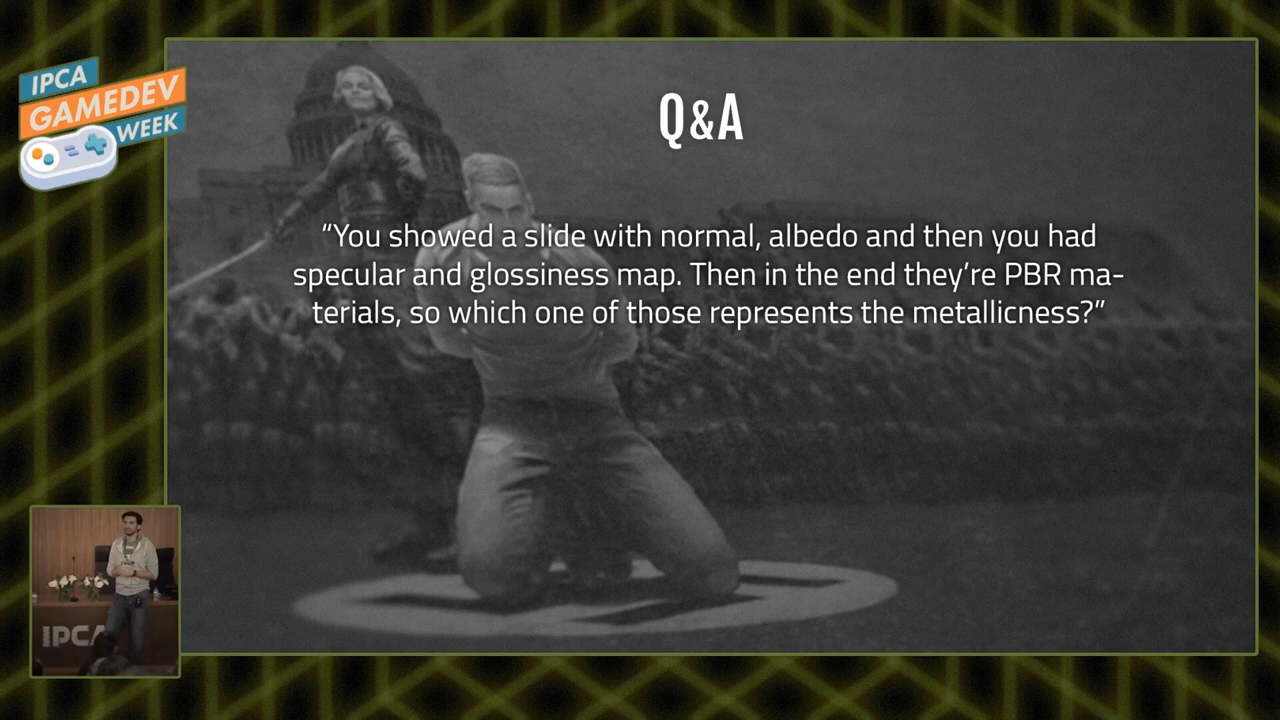 IPCA
GAMEDEV
WEEK
Q&A
“You showed a slide with normal, albedo and then you had
specular and glossiness map. Then in the end they’re PBR ma-
terials, so which one of those represents the metallicness?”
IPCA